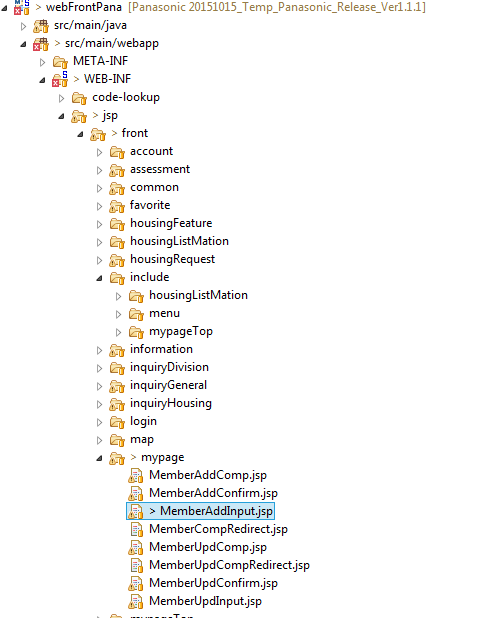 > webFrontPana [Panasonic 20151015_Temp_Panasonic_Release_Ver1.1.1]
src/main/java
> src/main/webapp
META-INF
> WEB-INF
code-lookup
> jsp
> front
account
assessment
common
favorite
housingFeature
housingListMation
housingRequest
include
housingListMation
menu
mypageTop
information
inquiryDivision
inquiryGeneral
inquiryHousing
login
map
> mypage
MemberAddComp.jsp
MemberAddConfirm.jsp
> MemberAddInput.jsp
MemberCompRedirect.jsp
MemberUpdComp.jsp
MemberUpdCompRedirect.jsp
MemberUpdConfirm.jsp
MemberUpdInput.jsp
mypageTop